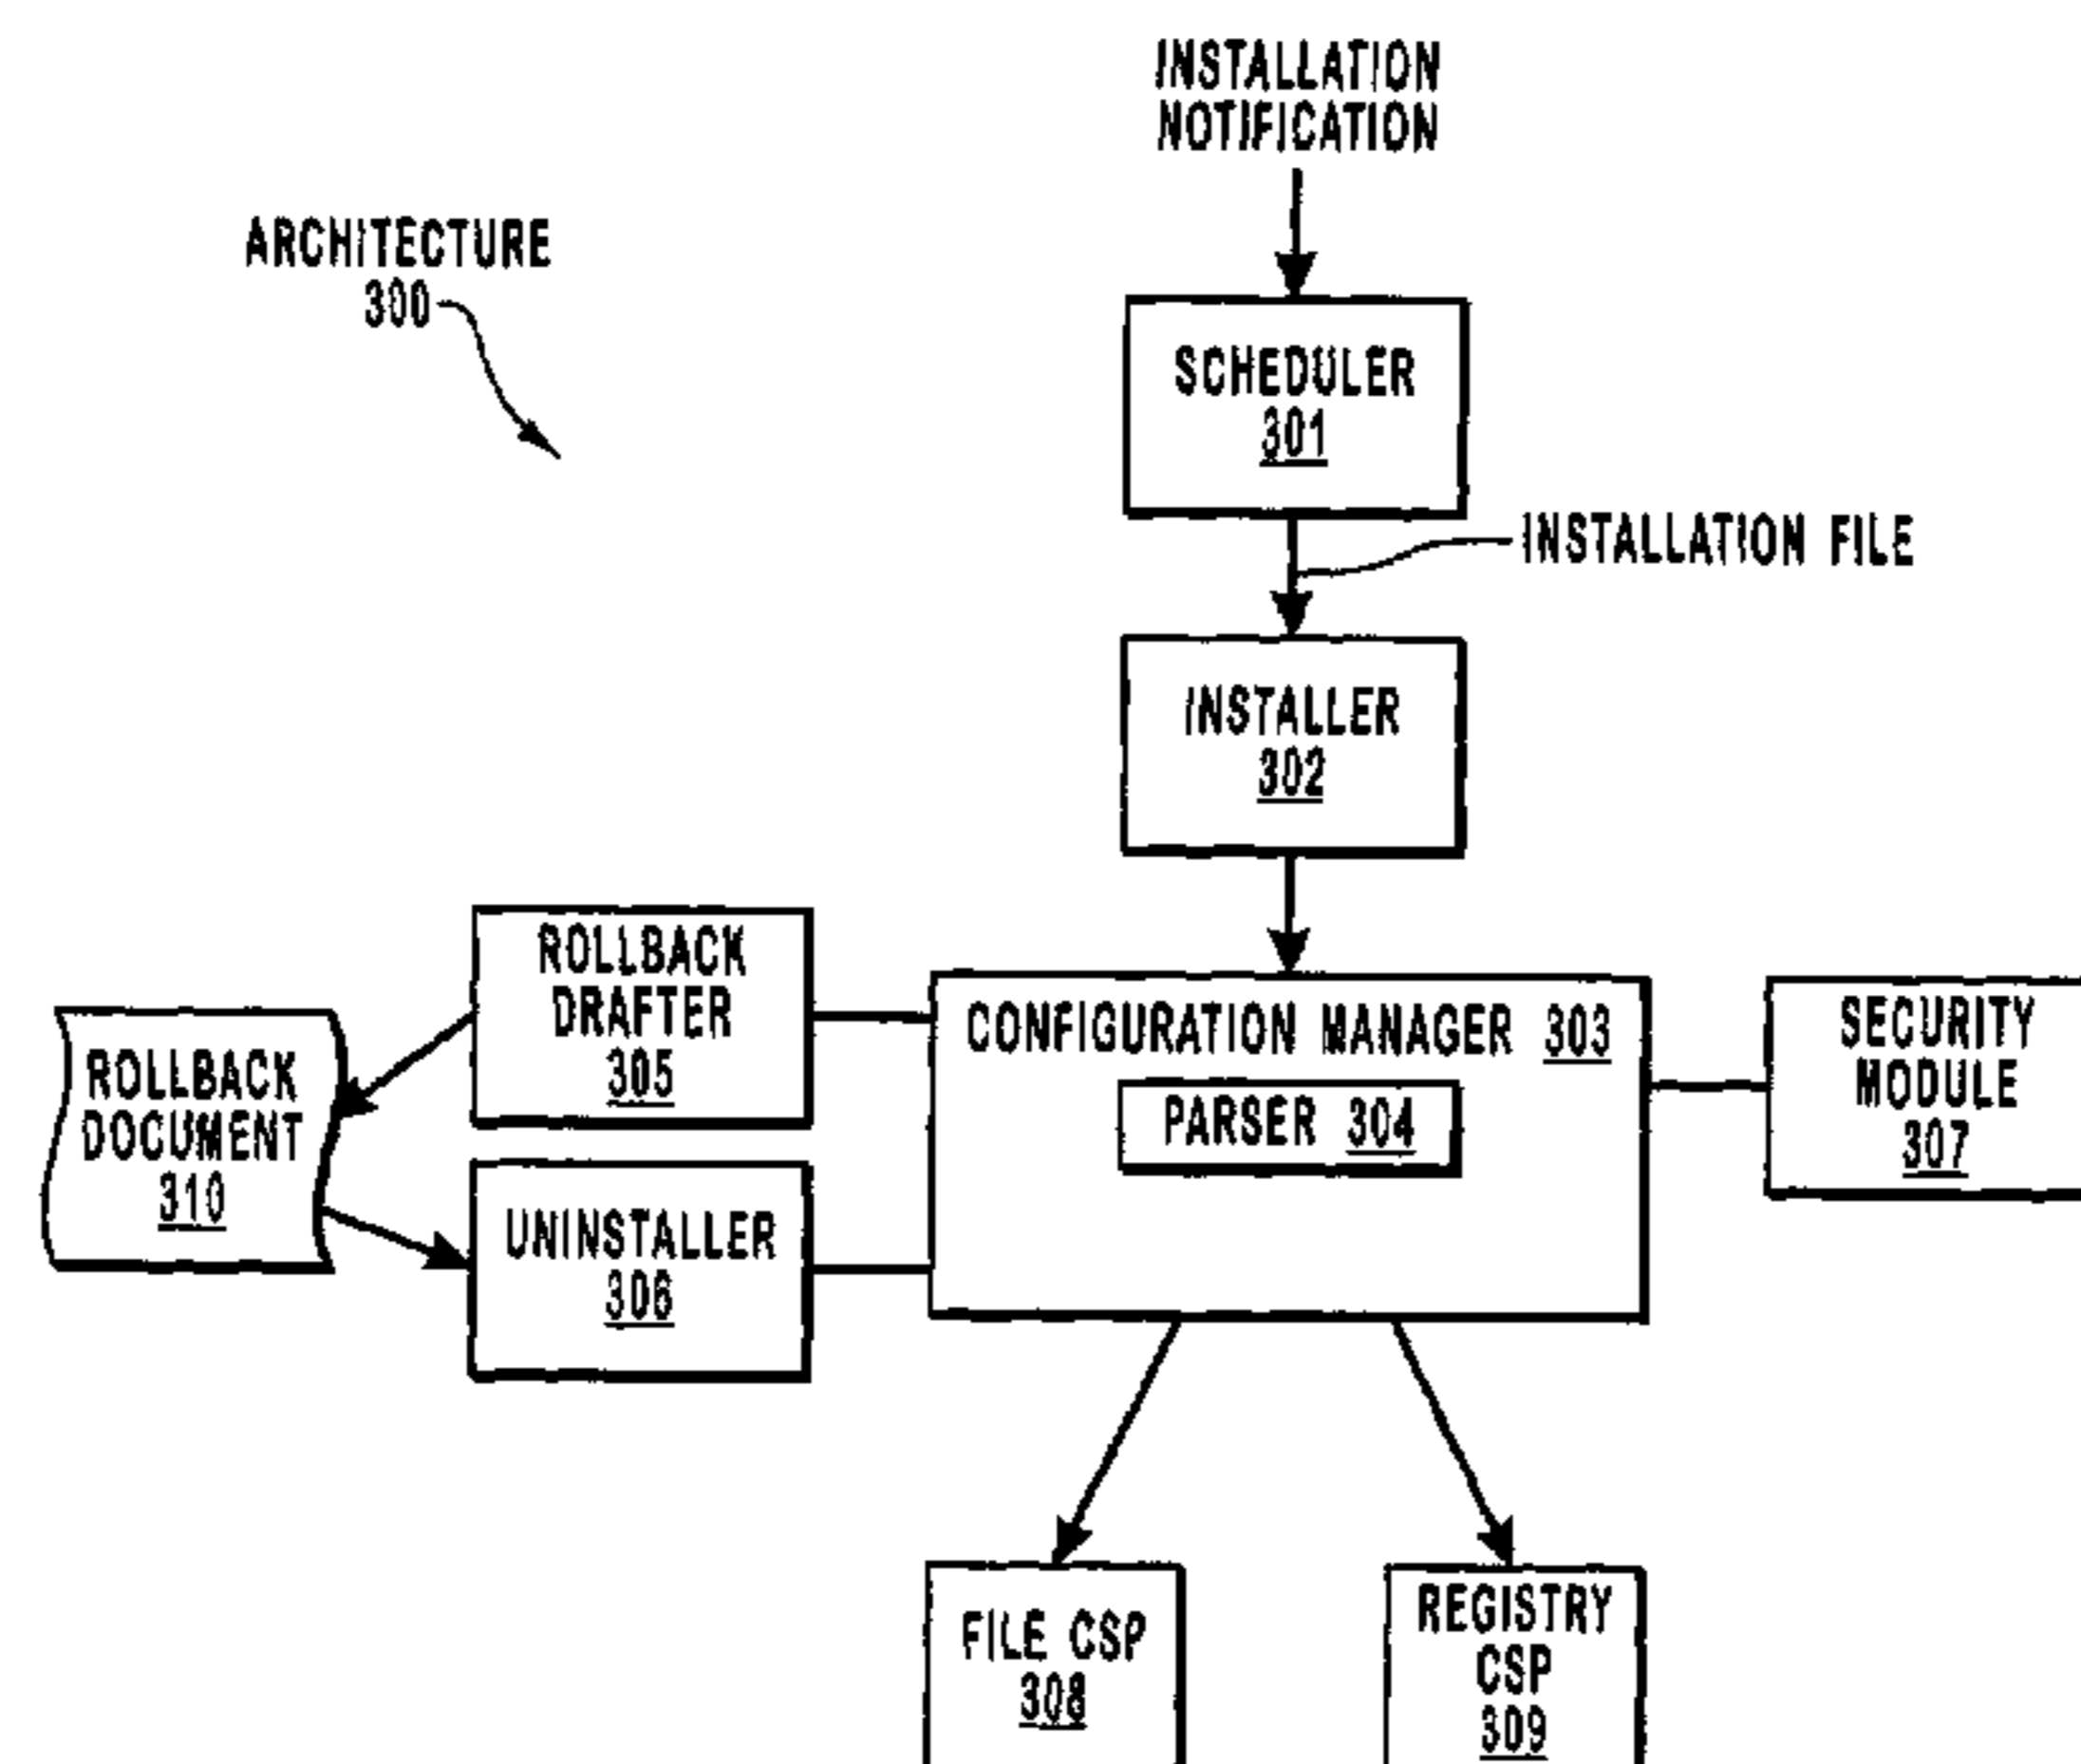 INSTALLATION
NOTIFICATION
ARCHITECTURE
300
SCHEDULER
301
INSTALLATION FILE
INSTALLER
302
ROLLBACK
DRAFTER
305
CONFIGURATION MANAGER 303
PARSER 304
SECURITY
MODULE
307
ROLLBACK
DOCUMENT
310
UNINSTALLER
306
FILE CSP
308
REGISTRY
CSP
309